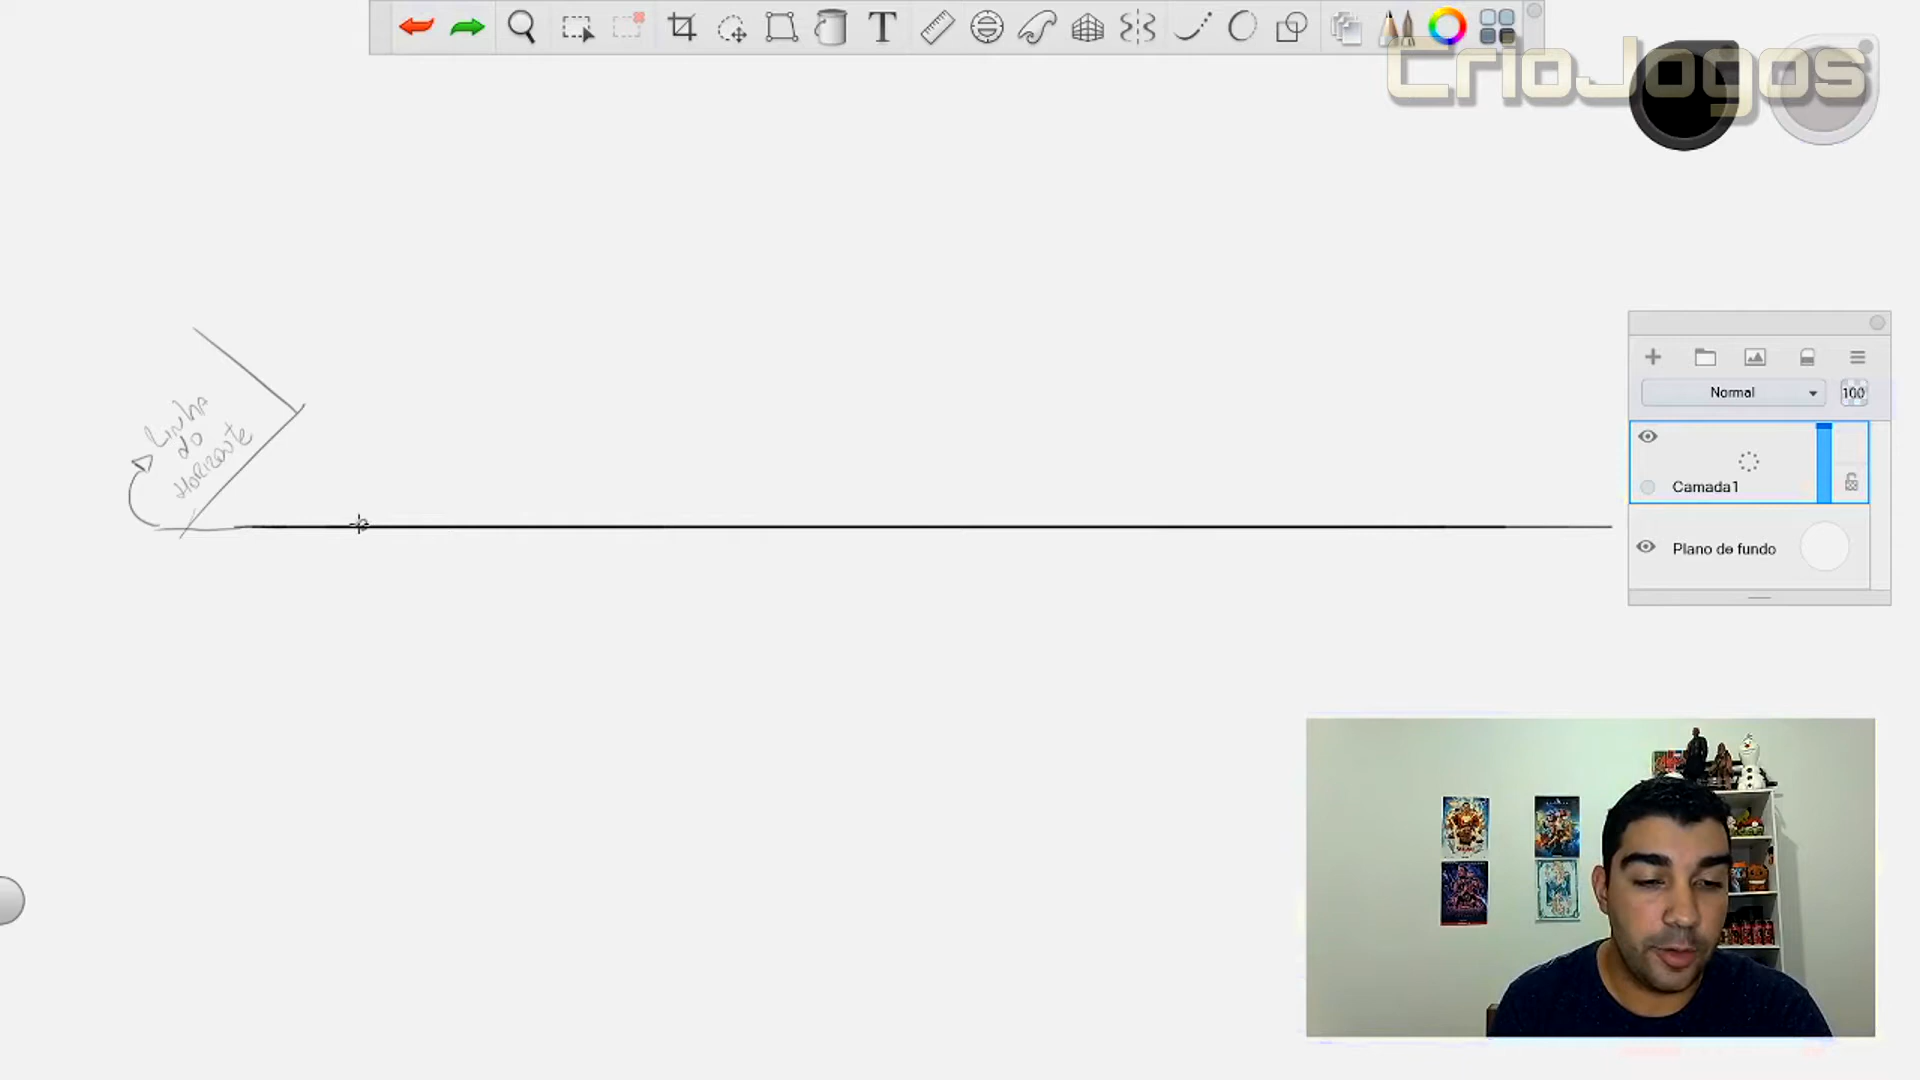 T
CrioJogos
Linha
do
Horizonte
Normal
100
Camada1
Plano de fundo